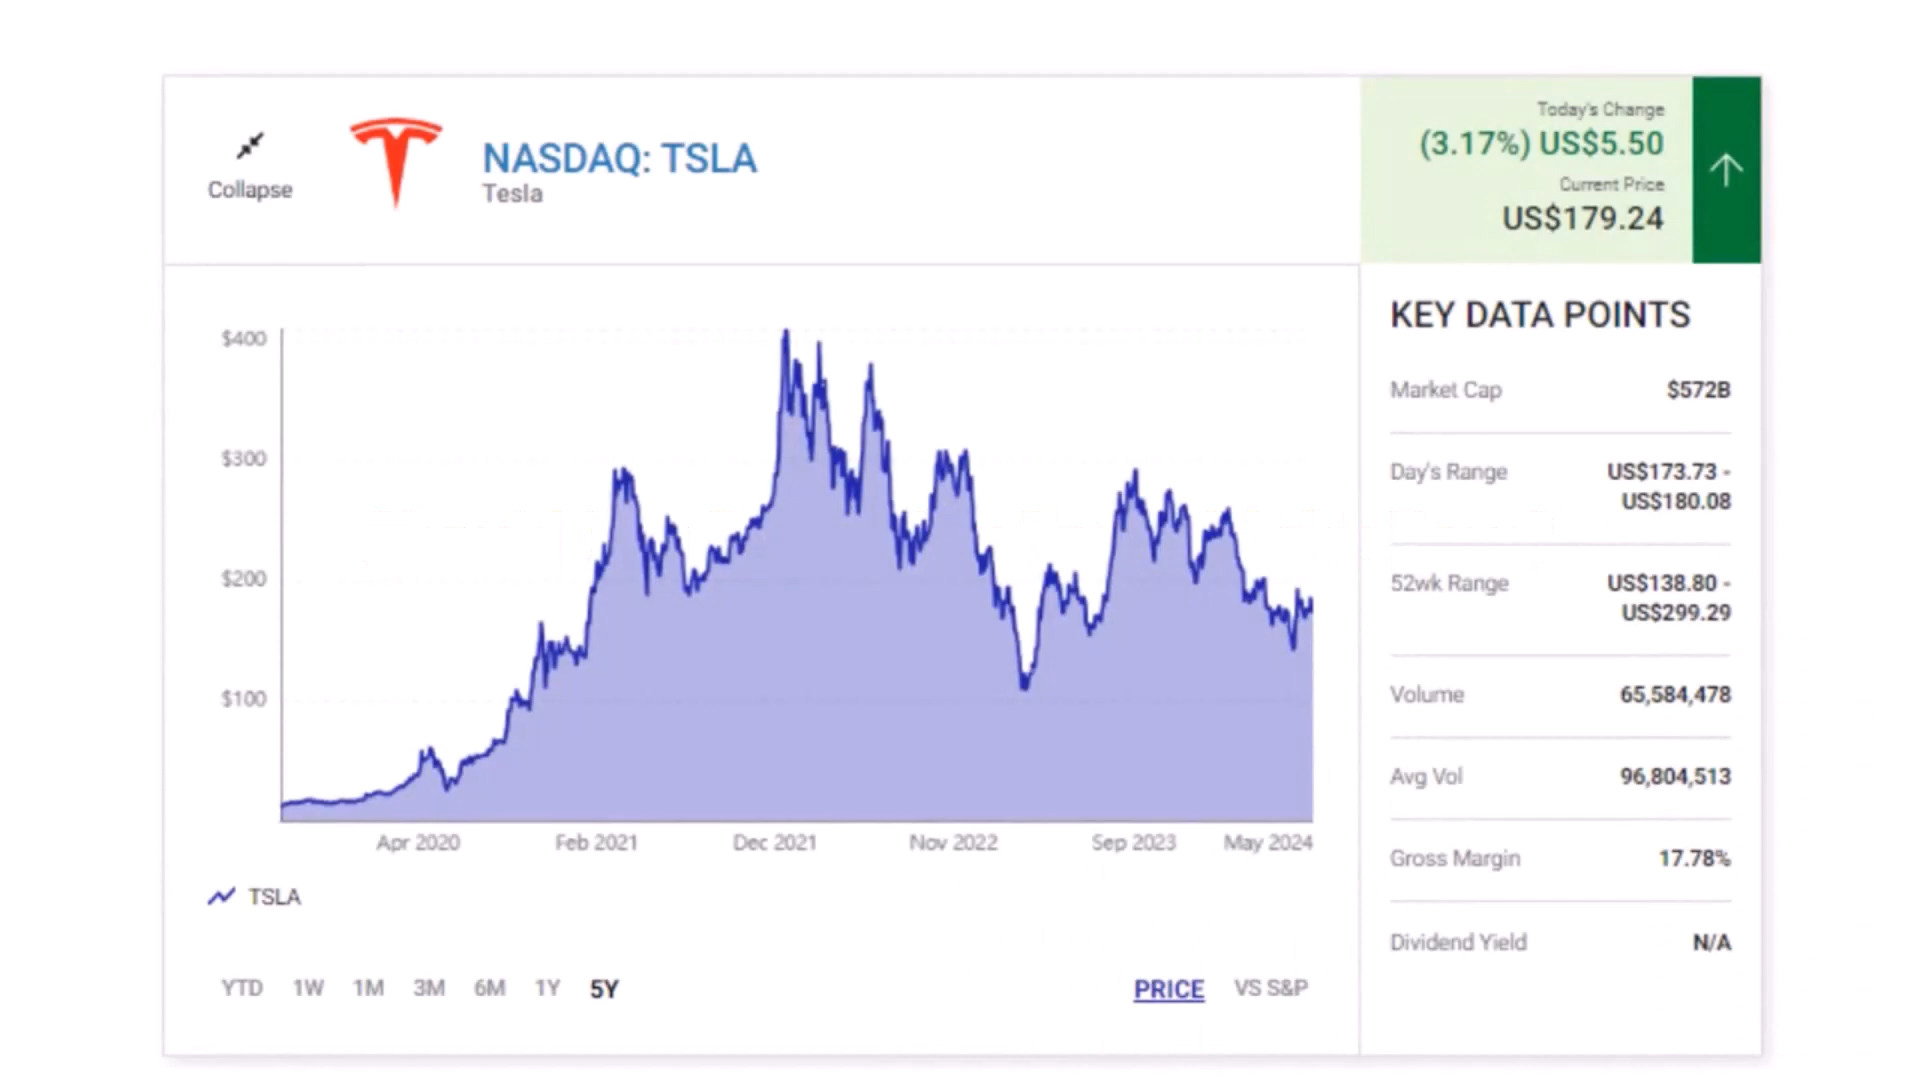 Collapse
NASDAQ: TSLA
Tesla
Today's Change
(3.17%) US$5.50
Current Price
US$179.24
$400
$300
$200
$100
Apr 2020 Feb 2021 Dec 2021 Nov 2022 Sep 2023 May 2024
TSLA
YTD 1W 1M 3M 6M 1Y 5Y PRICE VS S&P
KEY DATA POINTS
Market Cap $572B
Day's Range US$173.73 -
US$180.08
52wk Range US$138.80 -
US$299.29
Volume 65,584,478
Avg Vol 96,804,513
Gross Margin 17.78%
Dividend Yield N/A